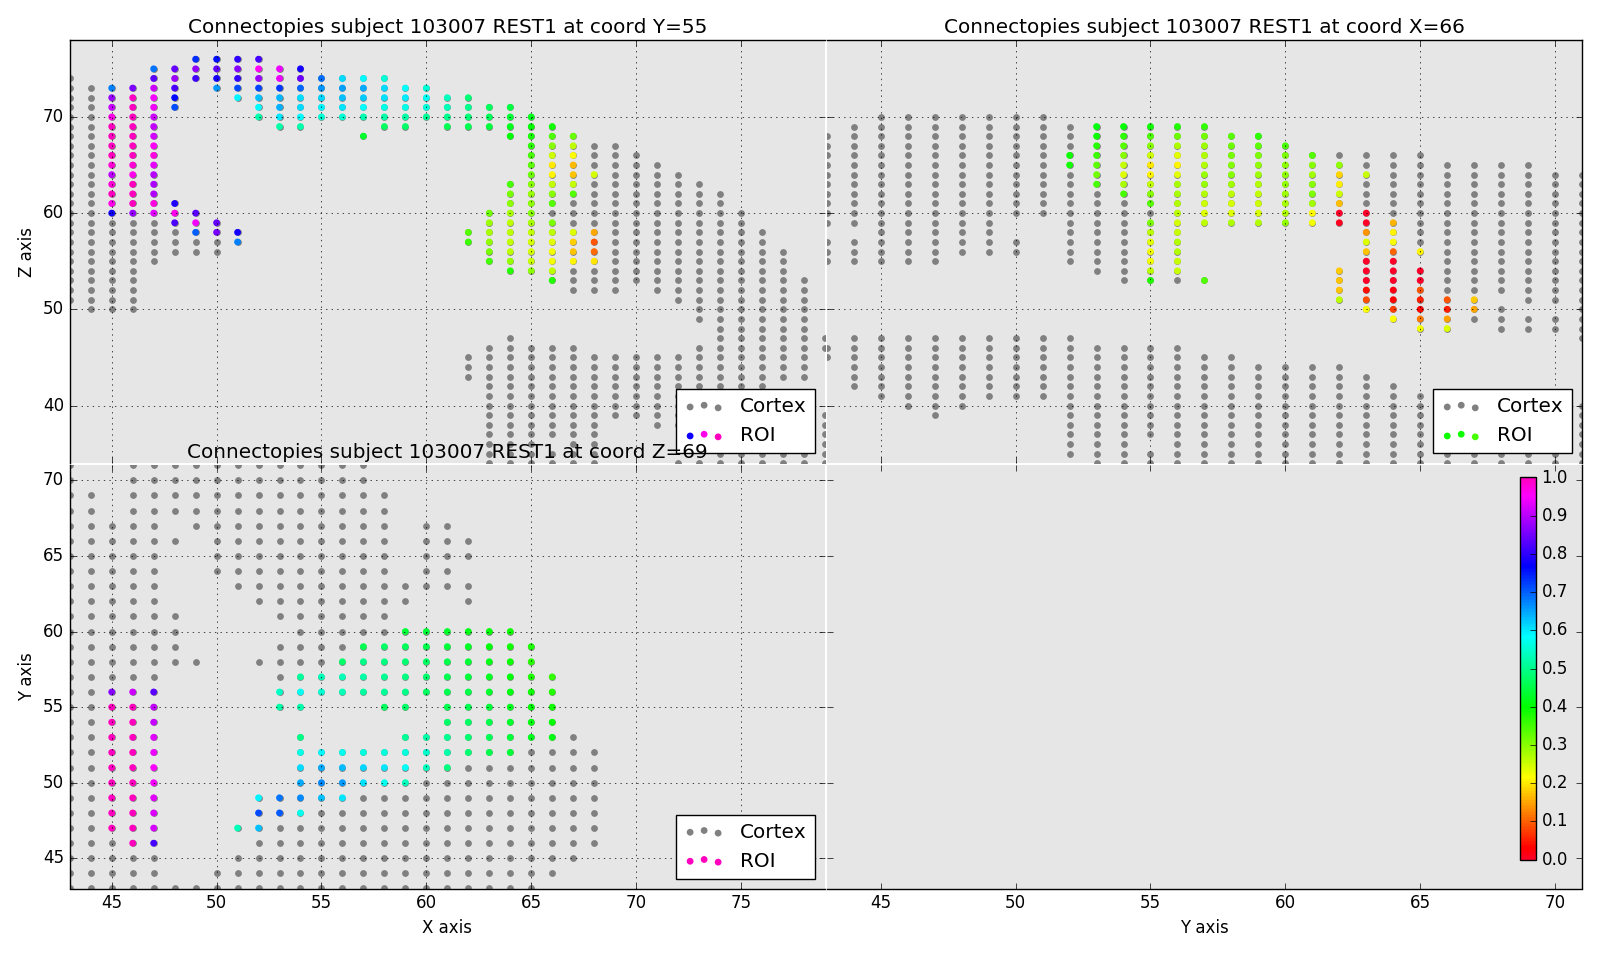 Connectopies subject 103007 REST1 at coord Y=55
Connectopies subject 103007 REST1 at coord X=66
Z axis
70
60
50
40
Cortex
ROI
Cortex
ROI
Connectopies subject 103007 REST1 at coord Z=69
Y axis
70
65
60
55
50
45
Cortex
ROI
45 50 55 60 65 70 75
X axis
1.0
0.9
0.8
0.7
0.6
0.5
0.4
0.3
0.2
0.1
0.0
45 50 55 60 65 70
Y axis